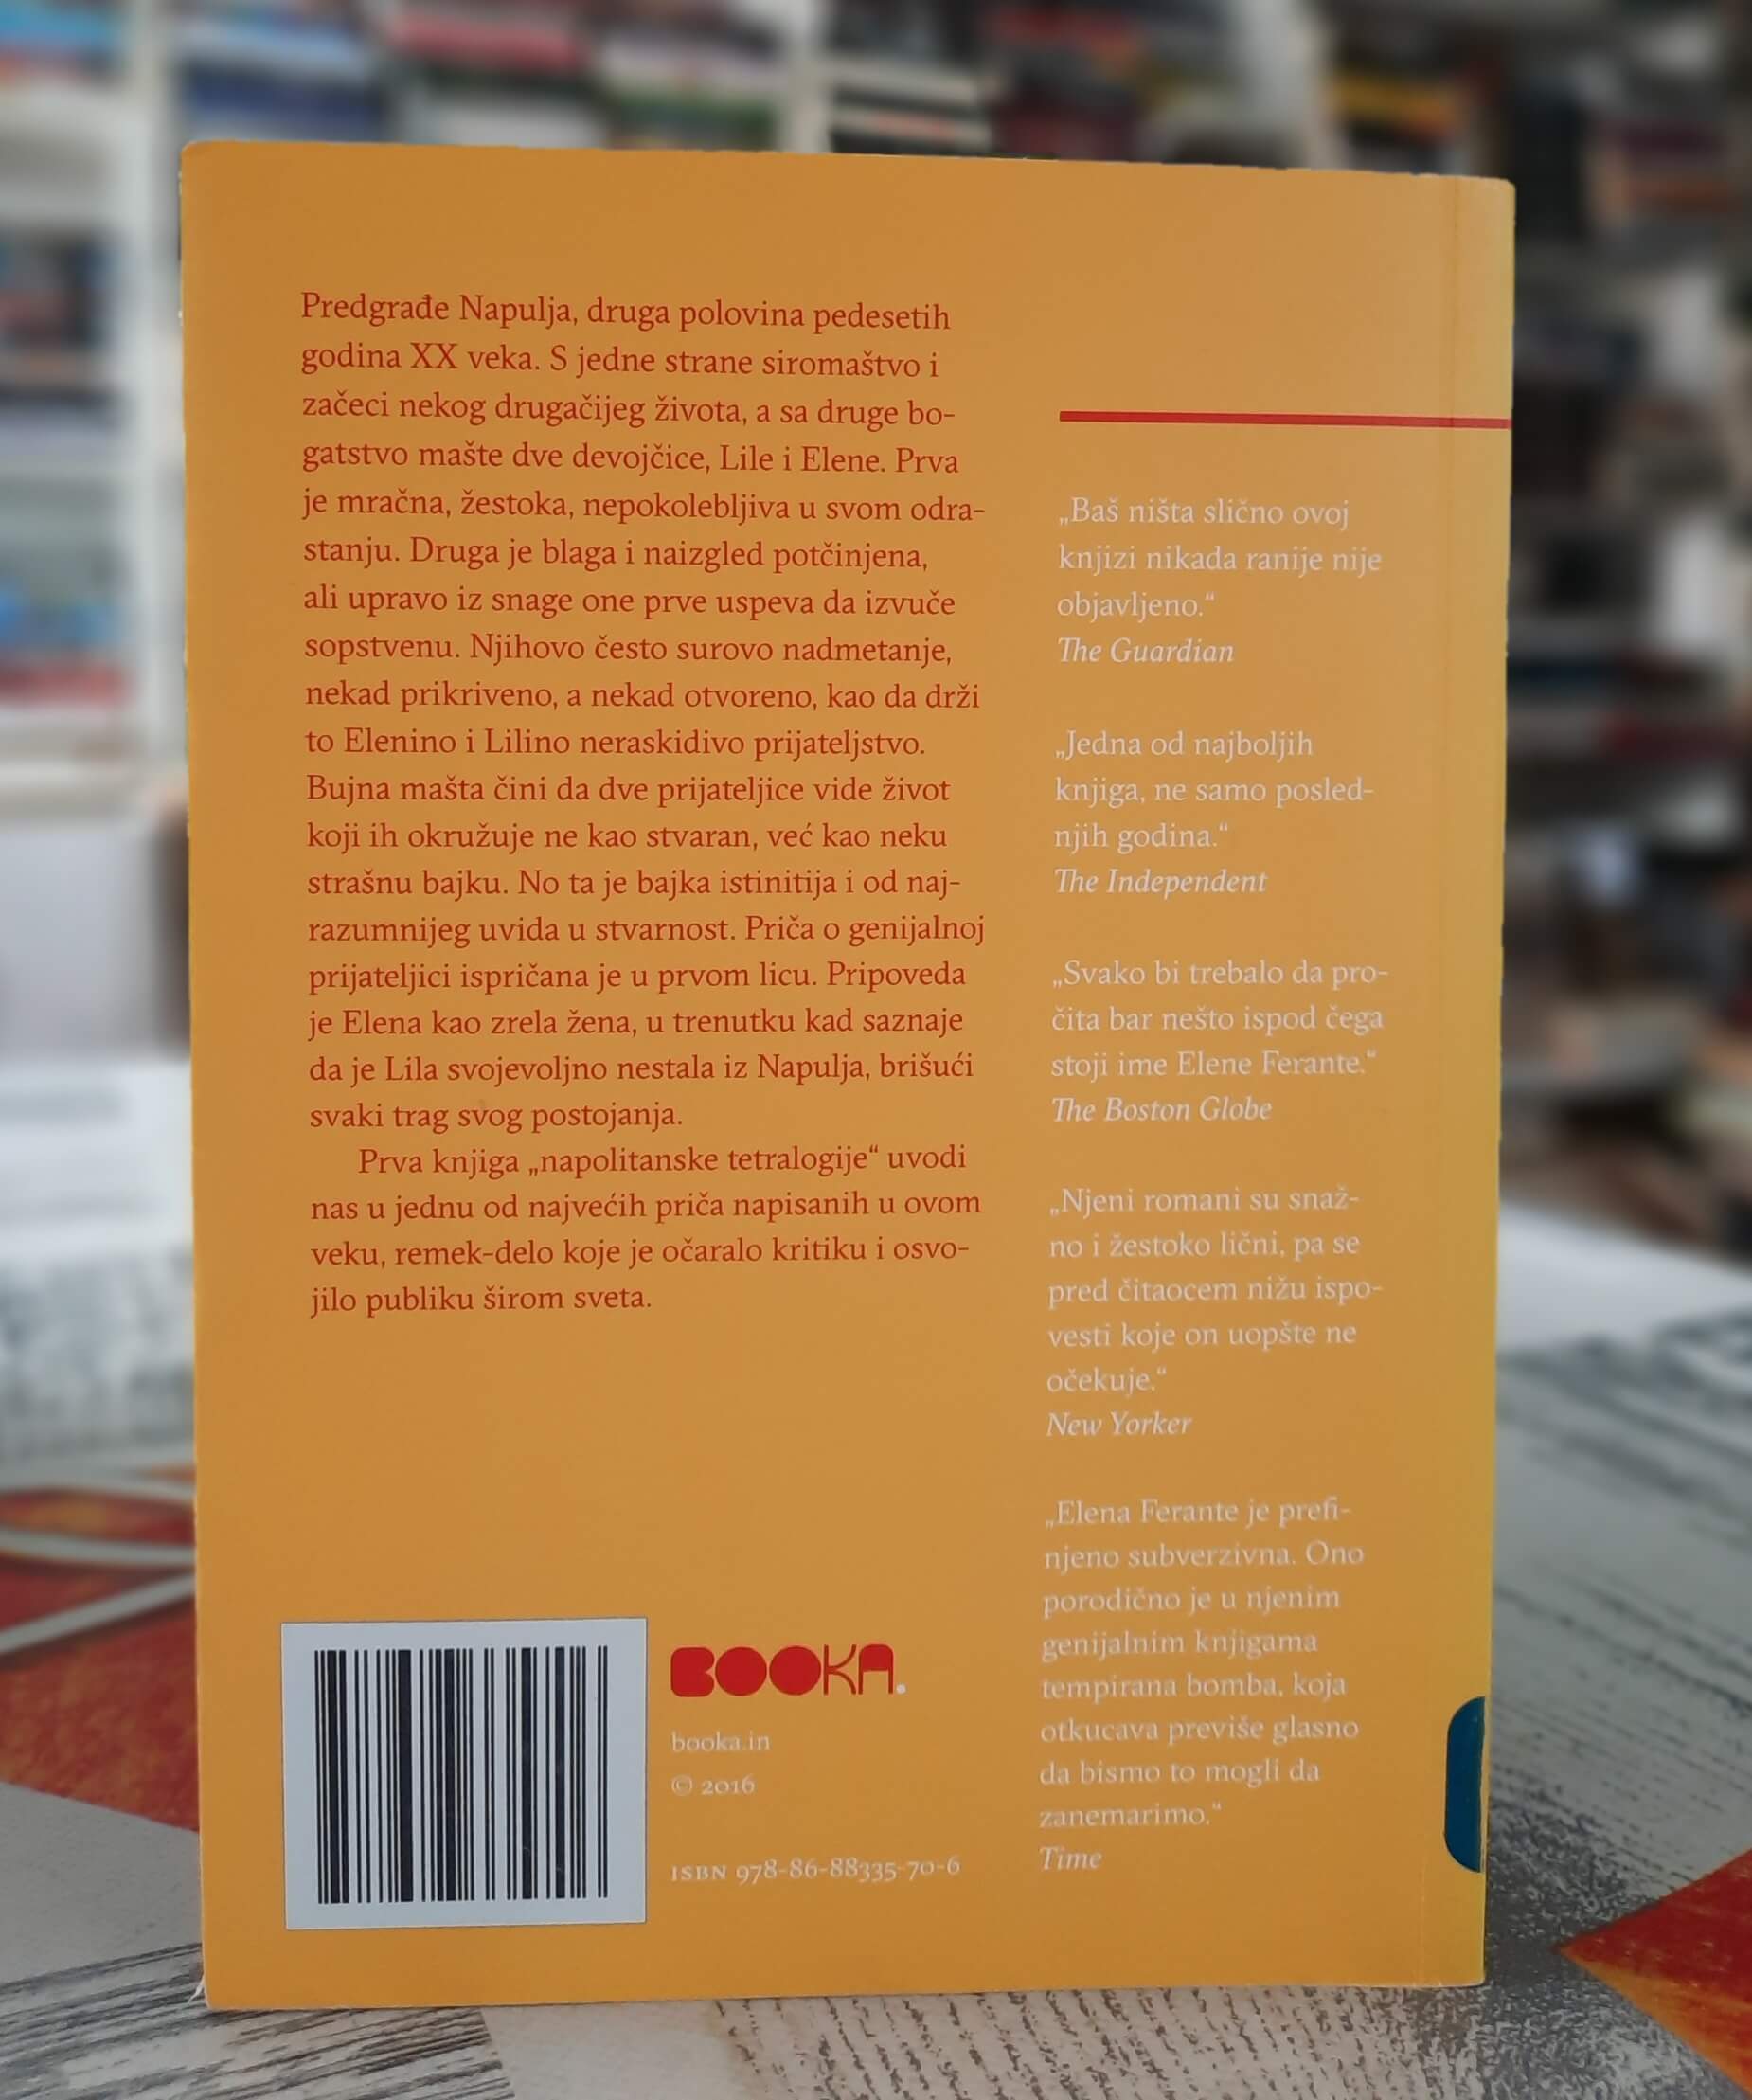 Predgrađe Napulja, druga polovina pedesetih
godina XX veka. S jedne strane siromaštvo i
začeci nekog drugačijeg života, a sa druge bo-
gatstvo mašte dve devojčice, Lile i Elene. Prva
je mračna, žestoka, nepokolebljiva u svom odra-
stanju. Druga je blaga i naizgled potčinjena,
ali upravo iz snage one prve uspeva da izvuče
sopstvenu. Njihovo često surovo nadmetanje,
nekad prikriveno, a nekad otvoreno, kao da drži
to Elenino i Lilino neraskidivo prijateljstvo.
Bujna mašta čini da dve prijateljice vide život
koji ih okružuje ne kao stvaran, već kao neku
strašnu bajku. No ta je bajka istinitija i od naj-
razumnijeg uvida u stvarnost. Priča o genijalnoj
prijateljici ispričana je u prvom licu. Pripoveda
je Elena kao zrela žena, u trenutku kad saznaje
da je Lila svojevoljno nestala iz Napulja, brišući
svaki trag svog postojanja.
Prva knjiga „napolitanske tetralogije“ uvodi
nas u jednu od najvećih priča napisanih u ovom
veku, remek-delo koje je očaralo kritiku i osvo-
jilo publiku širom sveta.
„Baš ništa slično ovoj
knjizi nikada ranije nije
objavljeno.“
The Guardian
„Jedna od najboljih
knjiga, ne samo posled-
njih godina.“
The Independent
„Svako bi trebalo da pro-
čita bar nešto ispod čega
stoji ime Elene Ferante.“
The Boston Globe
„Njeni romani su snaž-
no i žestoko lični, pa se
pred čitaocem nižu ispo-
vesti koje on uopšte ne
očekuje.“
New Yorker
„Elena Ferante je prefi-
njeno subverzivna. Ono
porodično je u njenim
genijalnim knjigama
tempirana bomba, koja
otkucava previše glasno
da bismo to mogli da
zanemarimo.“
Time
BOOKA.
booka.in
© 2016
ISBN 978-86-88335-70-6